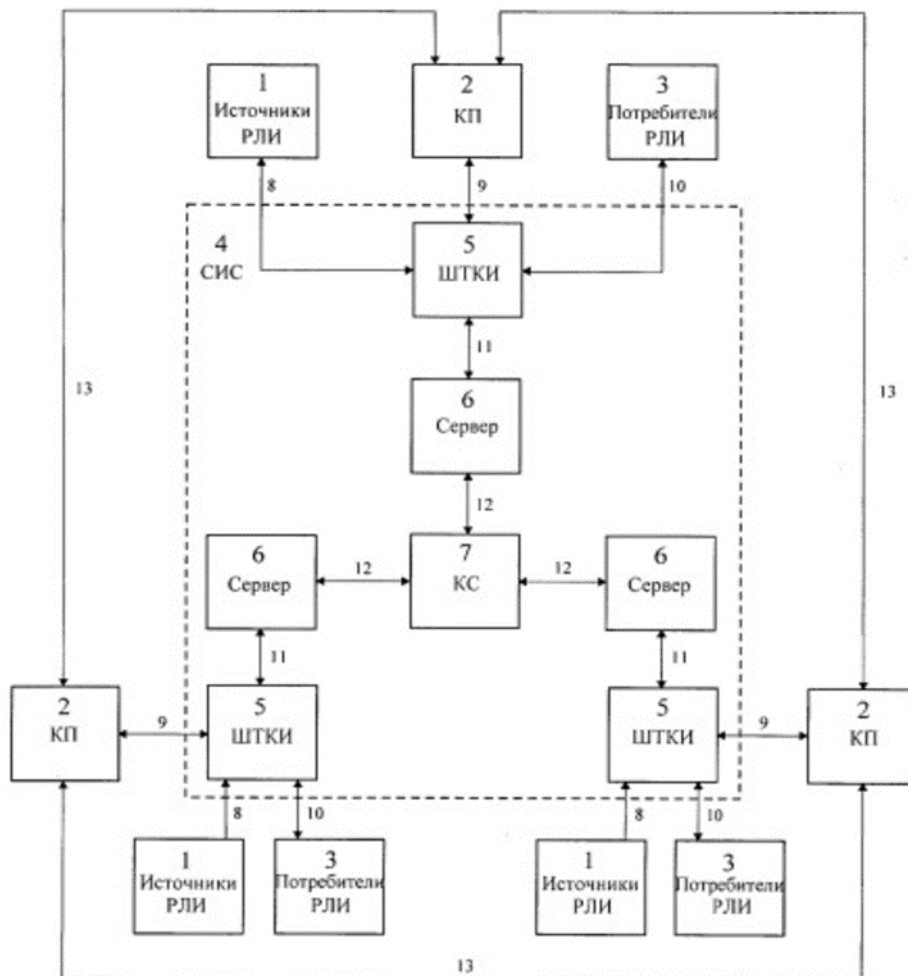 1
Источники
РЛИ
2
КП
3
Потребители
РЛИ
8
9
10
4
СИС
5
ШТКИ
11
13
13
6
Сервер
12
6
Сервер
12
7
КС
12
6
Сервер
11
11
2
КП
9
5
ШТКИ
5
ШТКИ
9
2
КП
8
10
8
10
1
Источники
РЛИ
3
Потребители
РЛИ
1
Источники
РЛИ
3
Потребители
РЛИ
13